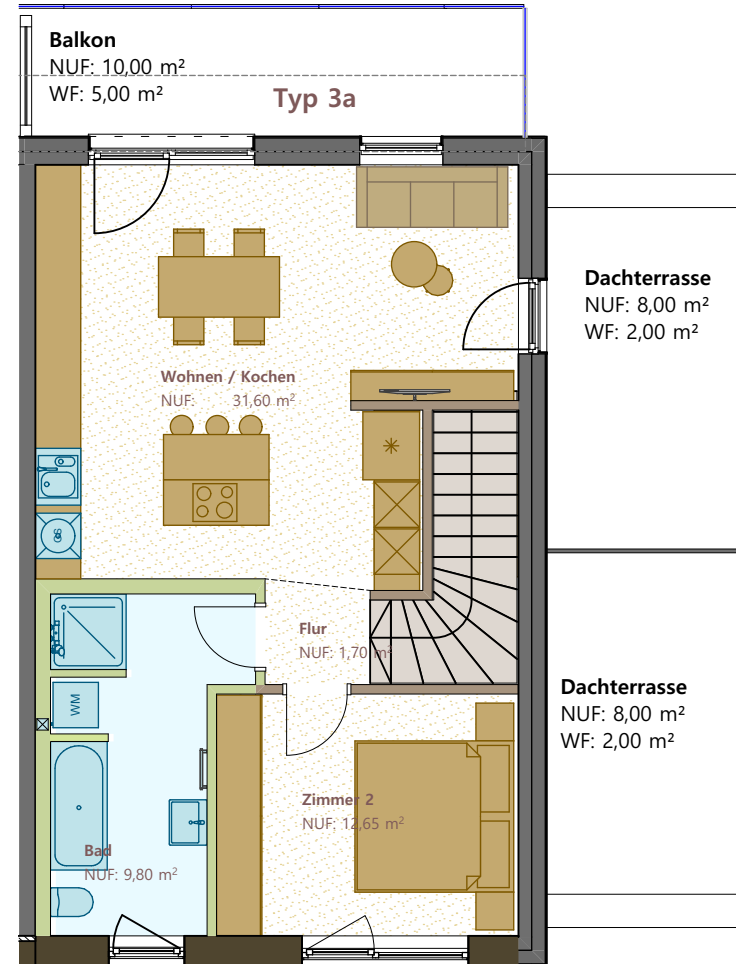 Balkon
NUF: 10,00 m²
WF: 5,00 m²
Typ 3a
Dachterrasse
NUF: 8,00 m²
WF: 2,00 m²
Wohnen / Kochen
NUF: 31,60 m²
GS
Flur
NUF: 1,70 m²
WM
Dachterrasse
NUF: 8,00 m²
WF: 2,00 m²
Zimmer 2
NUF: 12,65 m²
Bad
NUF: 9,80 m²